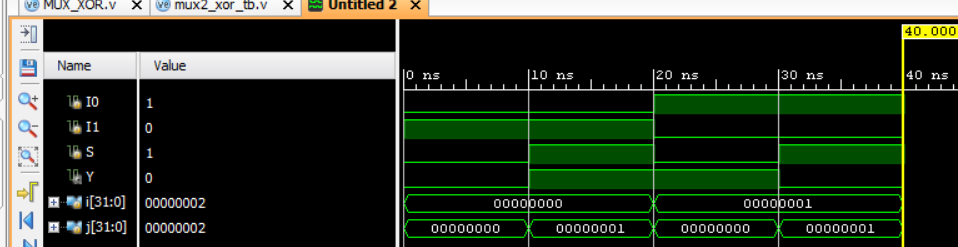 MUX_XOR.v × mux2_xor_tb.v × Untitled 2 ×
40.000
Name Value
0 ns 10 ns 20 ns 30 ns 40 ns
I0 1
I1 0
S 1
Y 0
i[31:0] 00000002 00000000 00000001
j[31:0] 00000002 00000000 00000001 00000000 00000001